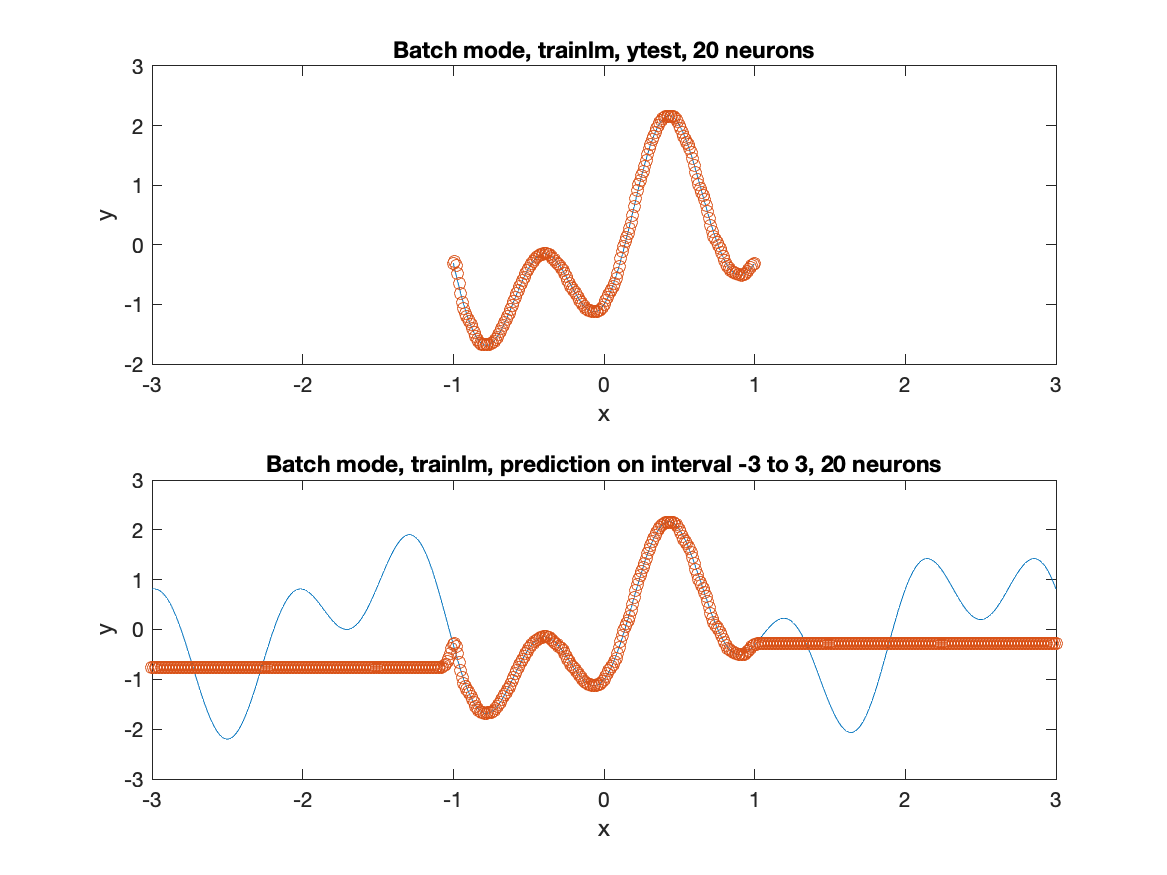 Batch mode, trainlm, ytest, 20 neurons
3
2
1
0
-1
-2
y
-3 -2 -1 0 1 2 3
x
Batch mode, trainlm, prediction on interval -3 to 3, 20 neurons
3
2
1
0
-1
-2
-3
y
-3 -2 -1 0 1 2 3
x